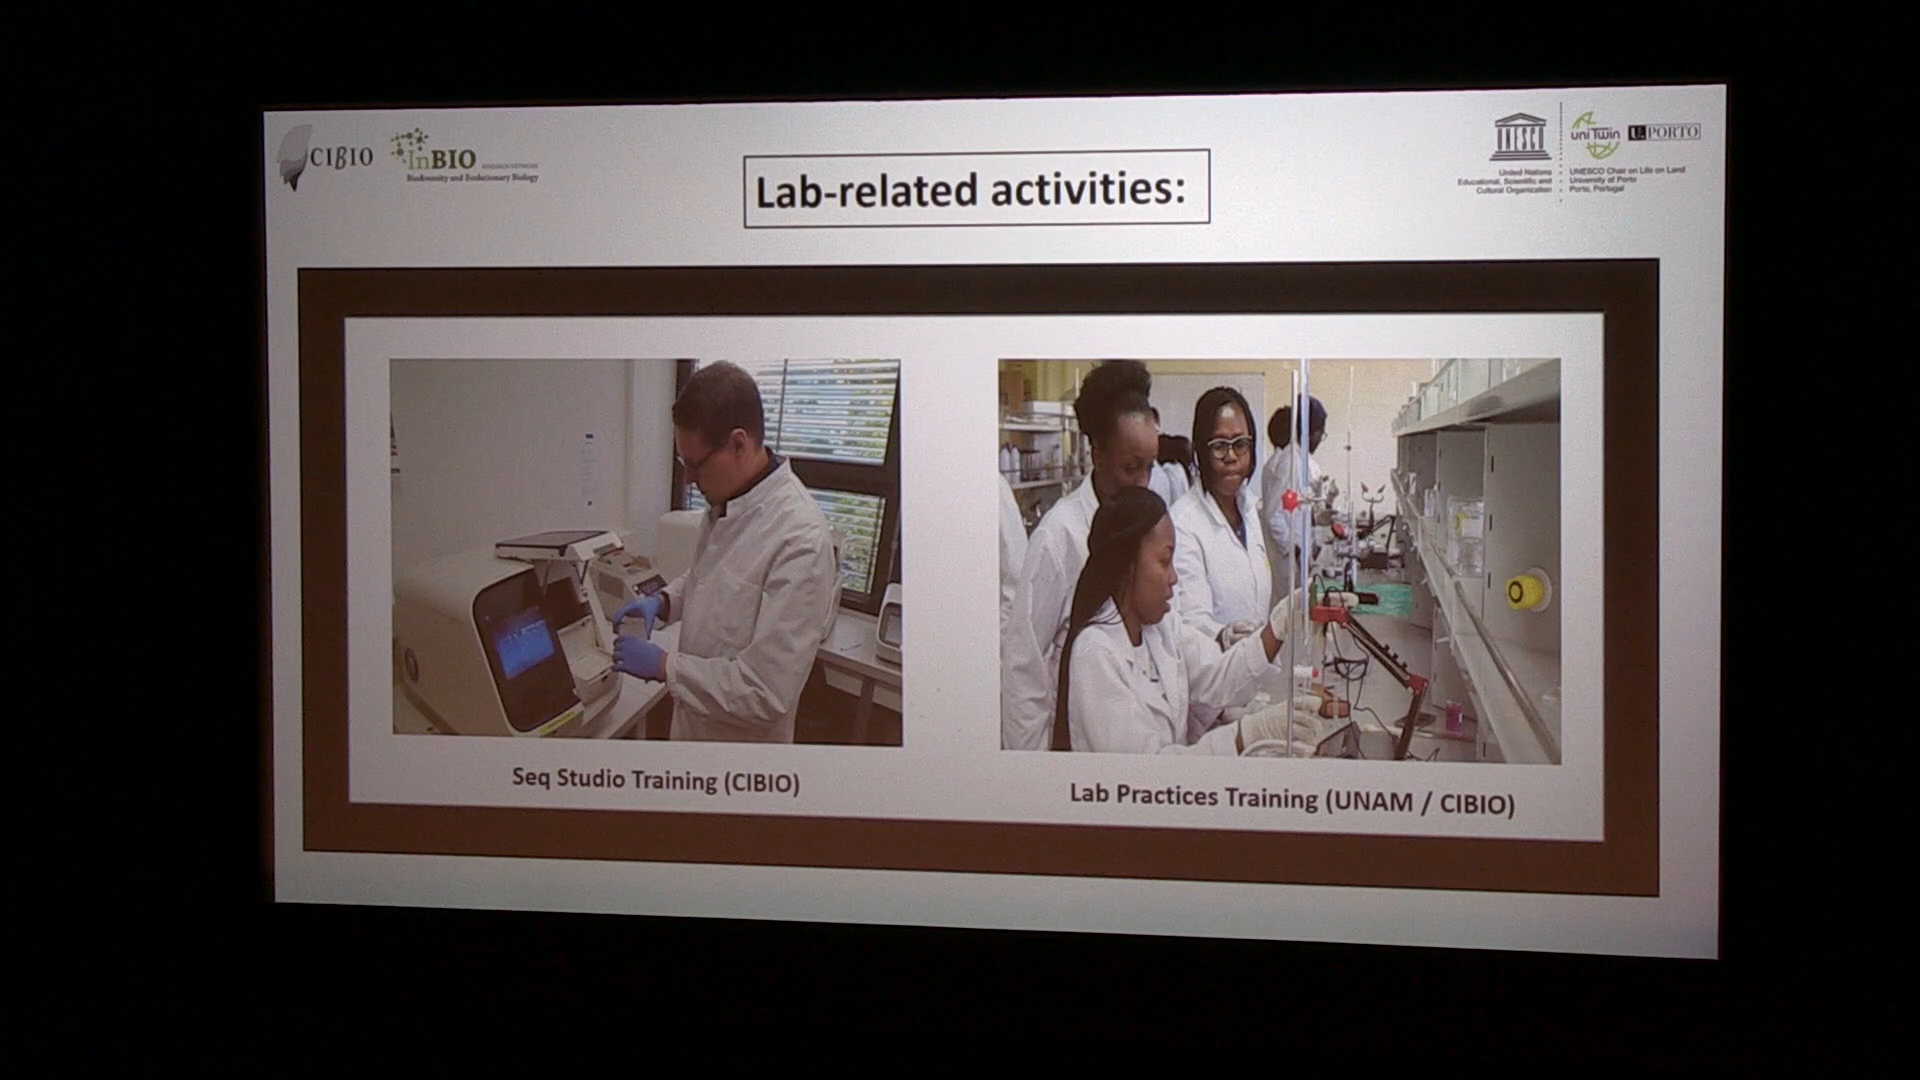 CIBIO
InBIO
Biodiversity and Evolutionary Biology
Lab-related activities:
UNESCO
United Nations
Educational, Scientific and
Cultural Organization
uniTwin
U. PORTO
UNESCO Chair on Life on Land
University of Porto
Porto, Portugal
Seq Studio Training (CIBIO)
Lab Practices Training (UNAM / CIBIO)